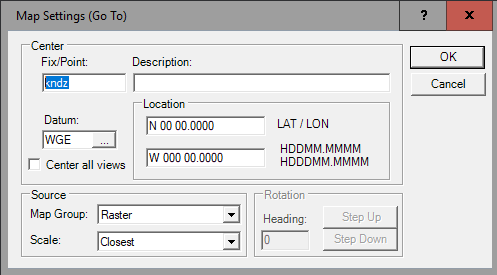 Map Settings (Go To)
? X
Center
Fix/Point: Description:
kndz
OK
Cancel
Datum:
WGE ...
Center all views
Location
N 00 00.0000 LAT / LON
W 000 00.0000 HDDMM.MMMM
HDDDMM.MMMM
Source
Map Group: Raster
Scale: Closest
Rotation
Heading:
0
Step Up
Step Down